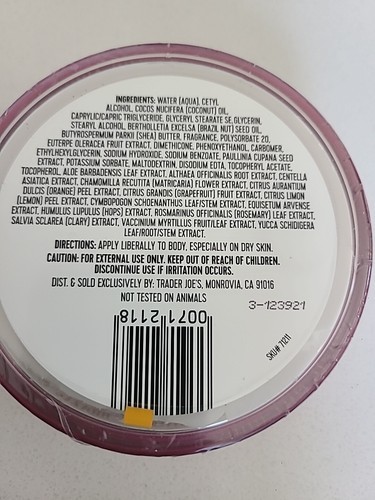 INGREDIENTS: WATER (AQUA), CETYL
ALCOHOL, COCOS NUCIFERA (COCONUT) OIL,
CAPRYLIC/CAPRIC TRIGLYCERIDE, GLYCERYL STEARATE SE, GLYCERIN,
STEARYL ALCOHOL, BERTHOLLETIA EXCELSA (BRAZIL NUT) SEED OIL,
BUTYROSPERMUM PARKII (SHEA) BUTTER, FRAGRANCE, POLYSORBATE 20,
EUTERPE OLERACEA FRUIT EXTRACT, DIMETHICONE, PHENOXYETHANOL, CARBOMER,
ETHYLHEXYLGLYCERIN, SODIUM HYDROXIDE, SODIUM BENZOATE, PAULLINIA CUPANA SEED
EXTRACT, POTASSIUM SORBATE, MALTODEXTRIN, DISODIUM EDTA, TOCOPHERYL ACETATE,
TOCOPHEROL, ALOE BARBADENSIS LEAF EXTRACT, ALTHAEA OFFICINALIS ROOT EXTRACT, CENTELLA
ASIATICA EXTRACT, CHAMOMILLA RECUTITA (MATRICARIA) FLOWER EXTRACT, CITRUS AURANTIUM
DULCIS (ORANGE) PEEL EXTRACT, CITRUS GRANDIS (GRAPEFRUIT) FRUIT EXTRACT, CITRUS LIMON
(LEMON) PEEL EXTRACT, CYMBOPOGON SCHOENANTHUS LEAF/STEM EXTRACT, EQUISETUM ARVENSE
EXTRACT, HUMULUS LUPULUS (HOPS) EXTRACT, ROSMARINUS OFFICINALIS (ROSEMARY) LEAF EXTRACT,
SALVIA SCLAREA (CLARY) EXTRACT, VACCINIUM MYRTILLUS FRUIT/LEAF EXTRACT, YUCCA SCHIDIGERA
LEAF/ROOT/STEM EXTRACT.
DIRECTIONS: APPLY LIBERALLY TO BODY, ESPECIALLY ON DRY SKIN.
CAUTION: FOR EXTERNAL USE ONLY. KEEP OUT OF REACH OF CHILDREN.
DISCONTINUE USE IF IRRITATION OCCURS.
DIST. & SOLD EXCLUSIVELY BY: TRADER JOE'S, MONROVIA, CA 91016
NOT TESTED ON ANIMALS
3-123921
0071 2118
SKU# 71211